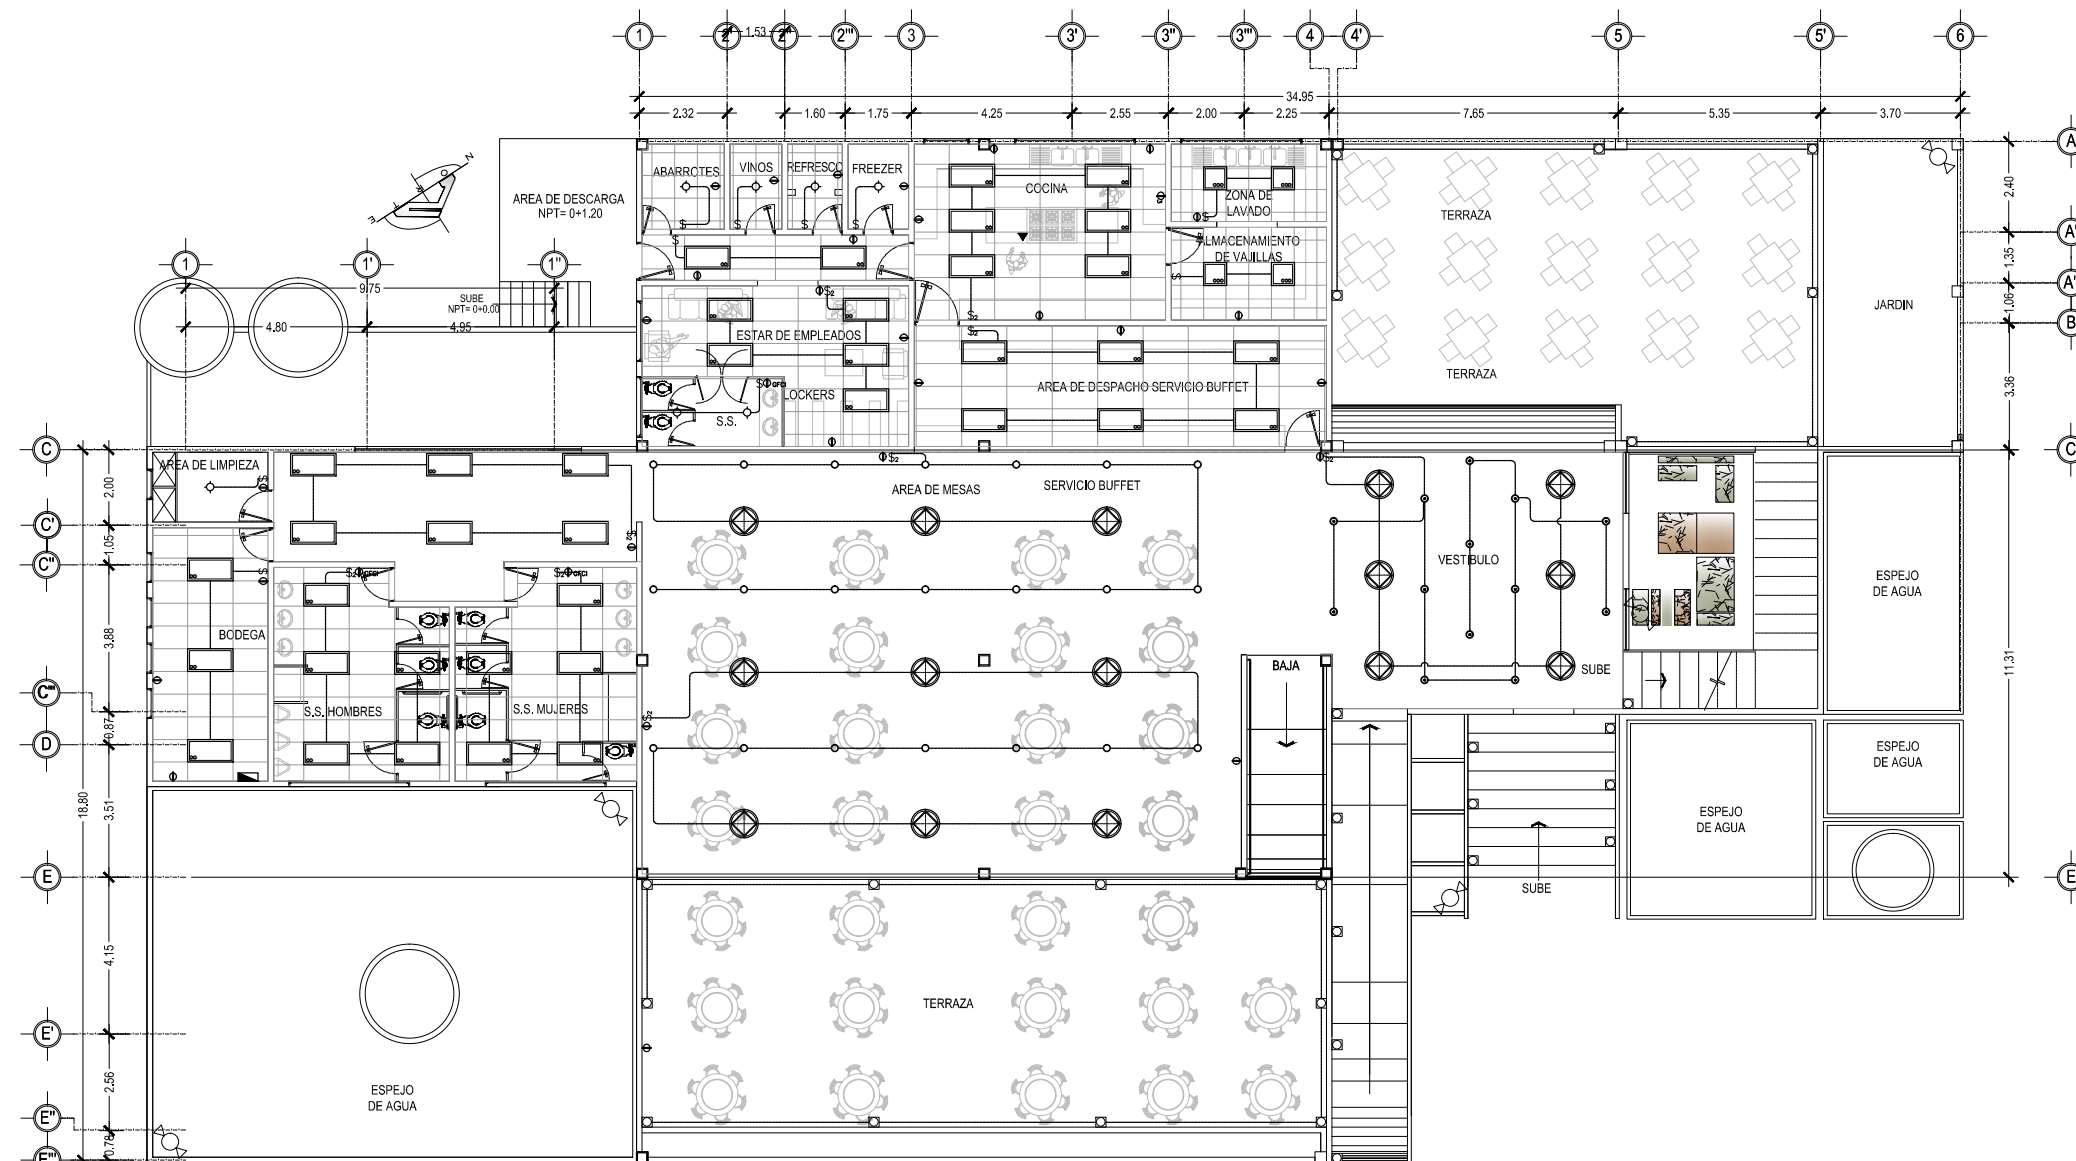 1 2' 2'' 2''' 3 3' 3'' 3''' 4 4' 5 5' 6
1.53
34.95
2.32 1.60 1.75 4.25 2.55 2.00 2.25 7.65 5.35 3.70
A
N
E
ABARROTES VINOS REFRESCO FREEZER
COCINA
AREA DE DESCARGA
NPT= 0+1.20
ZONA DE
LAVADO
TERRAZA
2.40
A'
ALMACENAMIENTO
DE VAJILLAS
1.35
1 1' 1''
9.75
A'
SUBE
NPT= 0+0.00
1.06
JARDIN
4.80 4.95
B
ESTAR DE EMPLEADOS
TERRAZA
3.36
AREA DE DESPACHO SERVICIO BUFFET
LOCKERS
GFCI
S.S.
C
C
AREA DE LIMPIEZA
2.00
AREA DE MESAS
SERVICIO BUFFET
C'
1.05
C''
GFCI
GFCI
VESTIBULO
ESPEJO
DE AGUA
3.88
BODEGA
BAJA
SUBE
11.31
C'''
S.S. HOMBRES
S.S. MUJERES
0.87
D
ESPEJO
DE AGUA
18.80
3.51
ESPEJO
DE AGUA
E
SUBE
E
4.15
TERRAZA
E'
2.56
ESPEJO
DE AGUA
E''
0.78
E'''